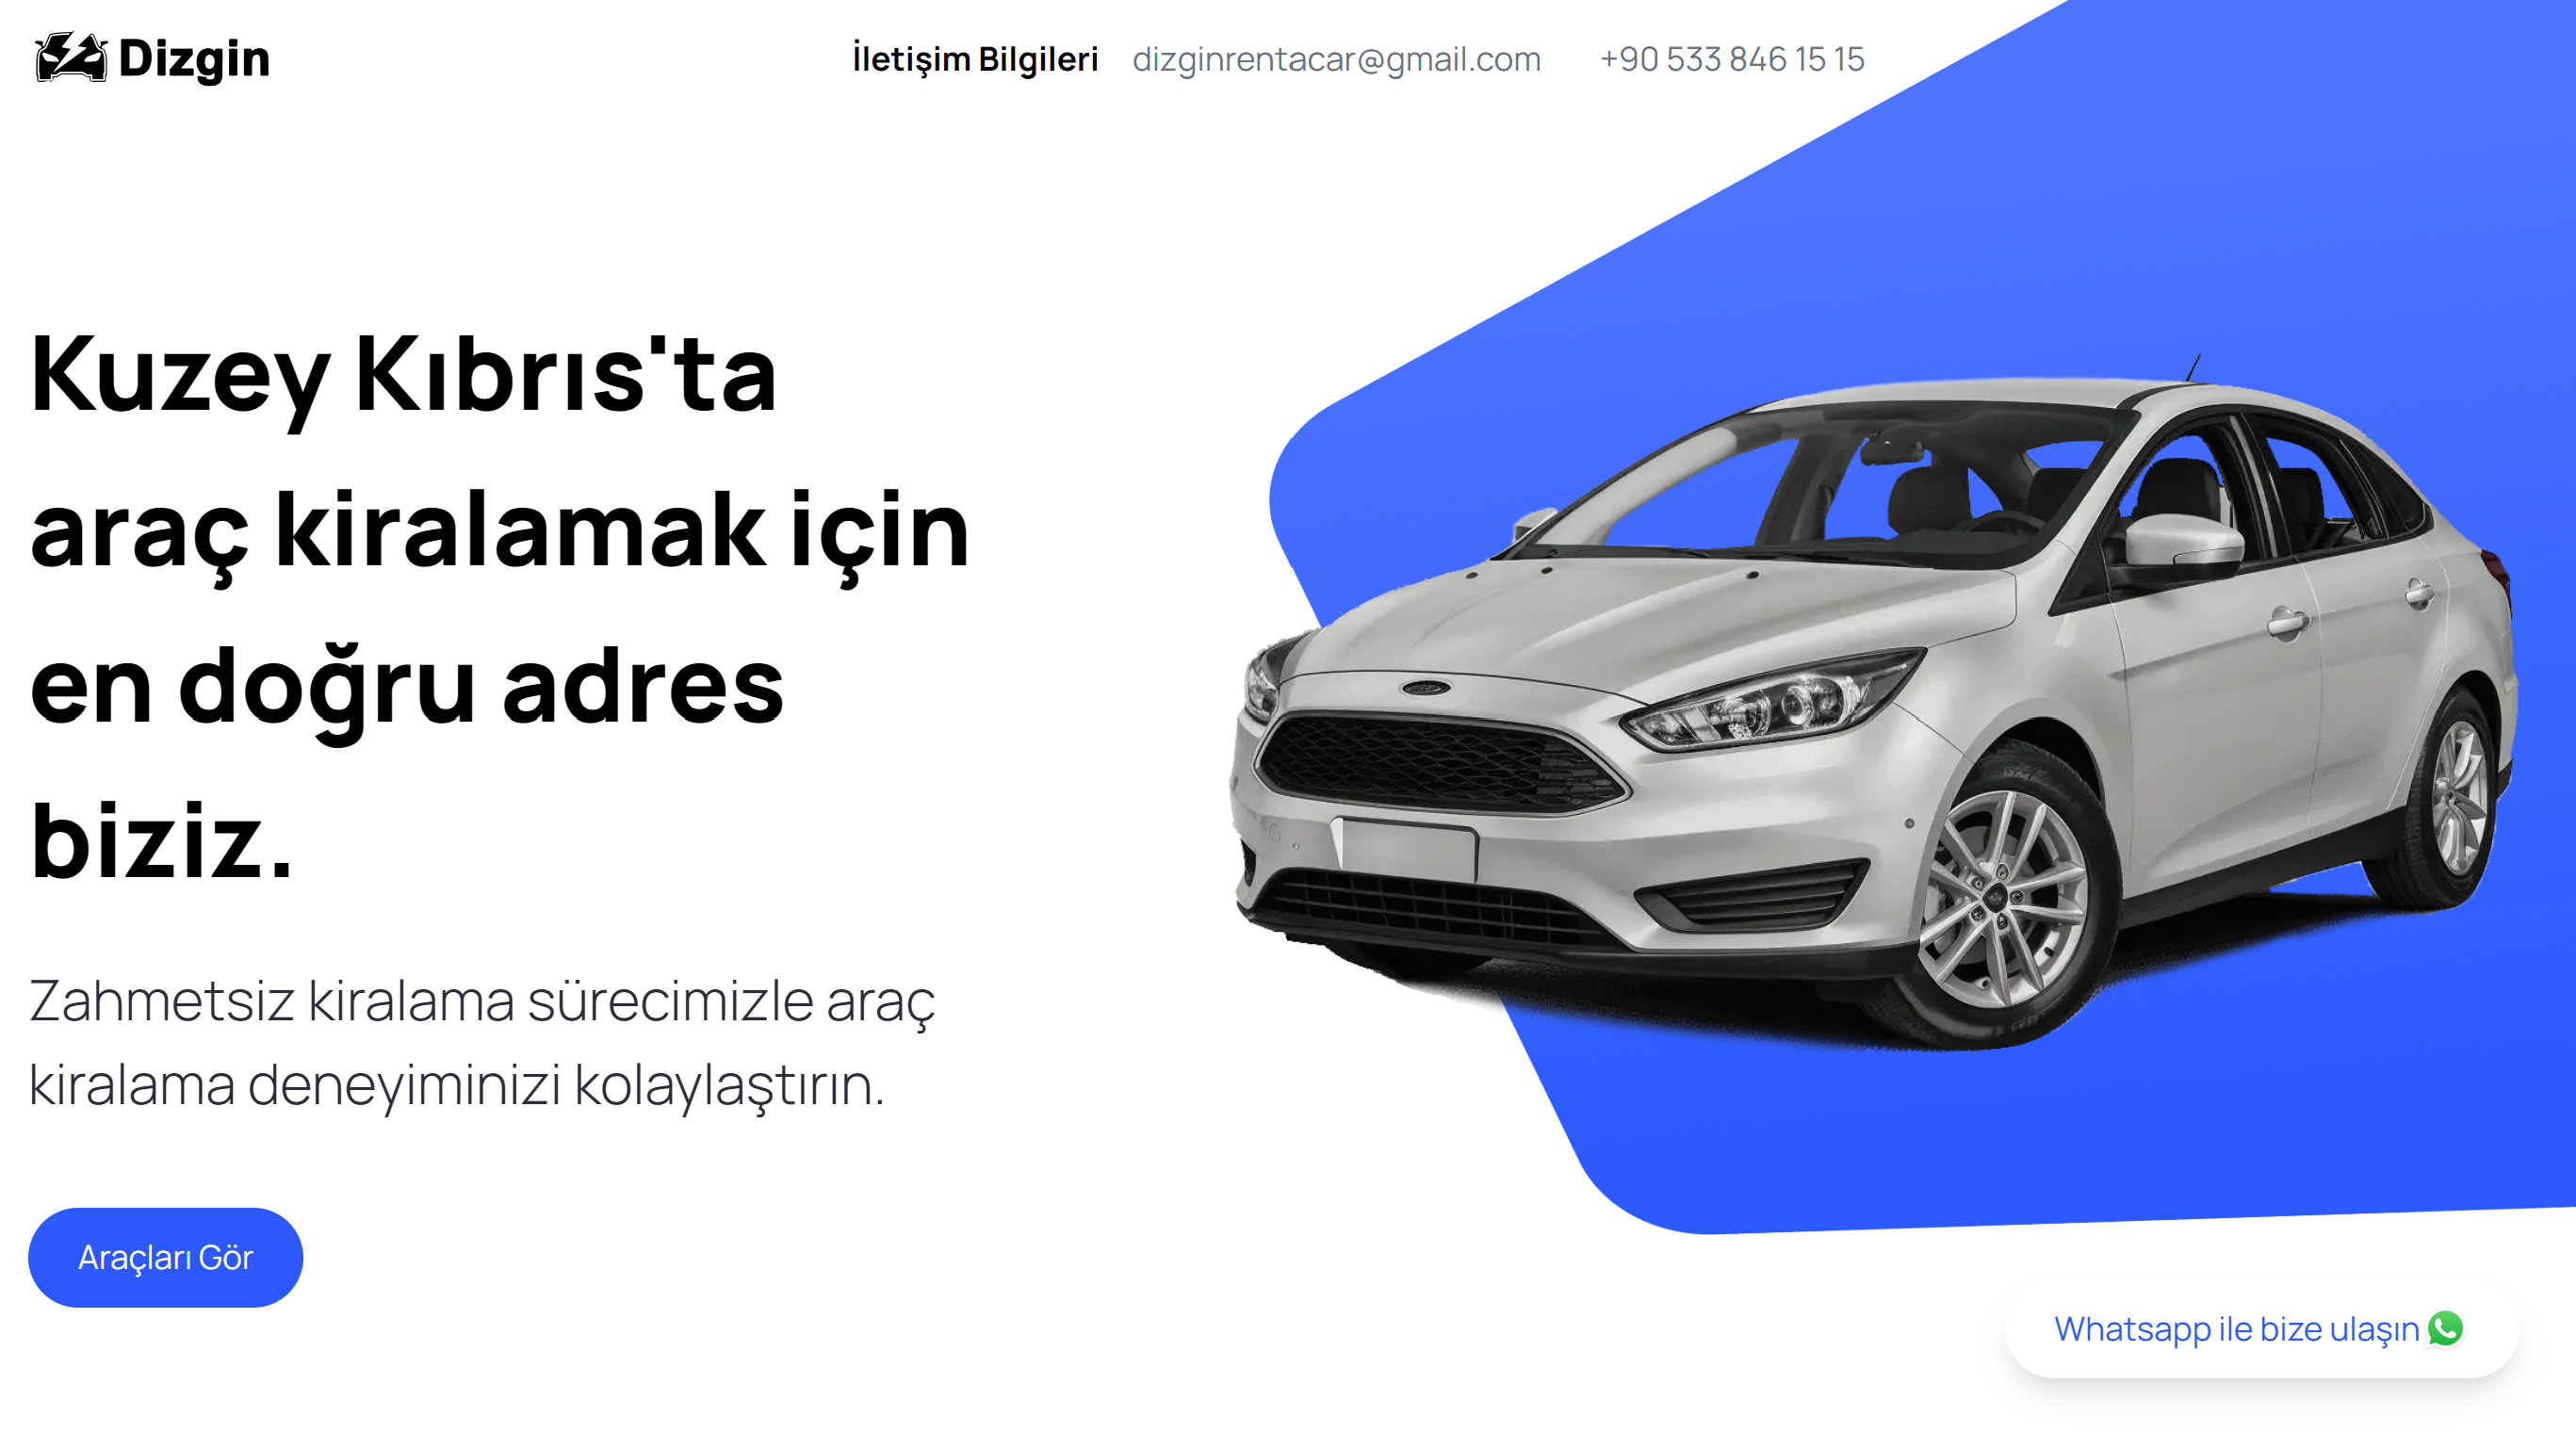 Dizgin
İletişim Bilgileri dizginrentacar@gmail.com +90 533 846 15 15
Kuzey Kıbrıs'ta
araç kiralamak için
en doğru adres
biziz.
Zahmetsiz kiralama sürecimizle araç
kiralama deneyiminizi kolaylaştırın.
Araçları Gör
Whatsapp ile bize ulaşın